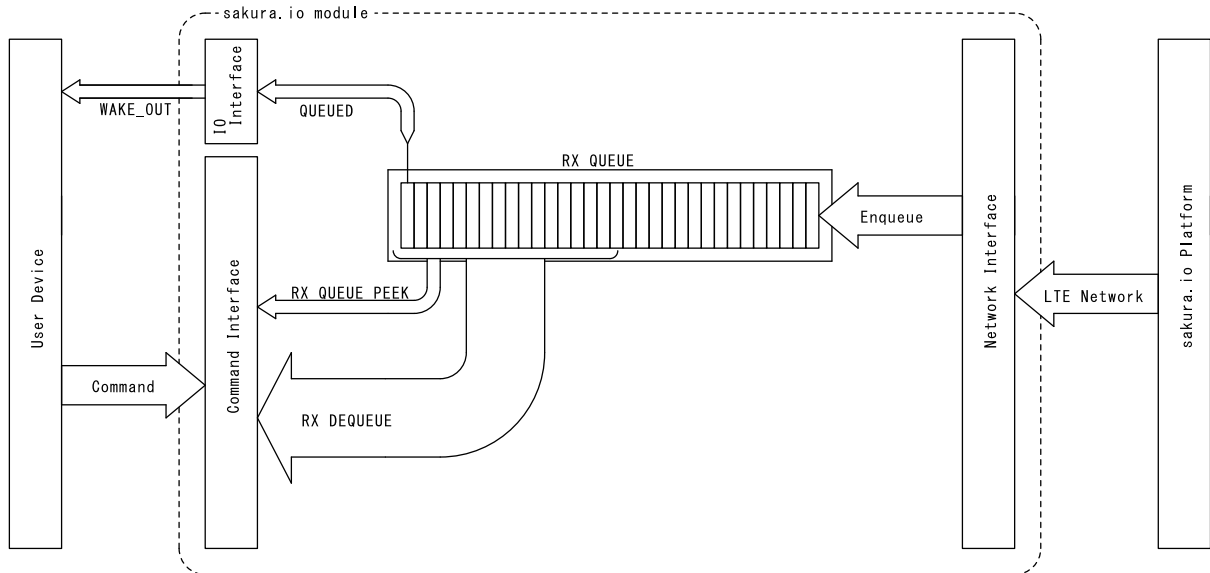 sakura.io module
User Device
WAKE_OUT
IO
Interface
QUEUED
RX QUEUE
Enqueue
Network Interface
LTE Network
sakura.io Platform
RX QUEUE PEEK
Command Interface
Command
RX DEQUEUE